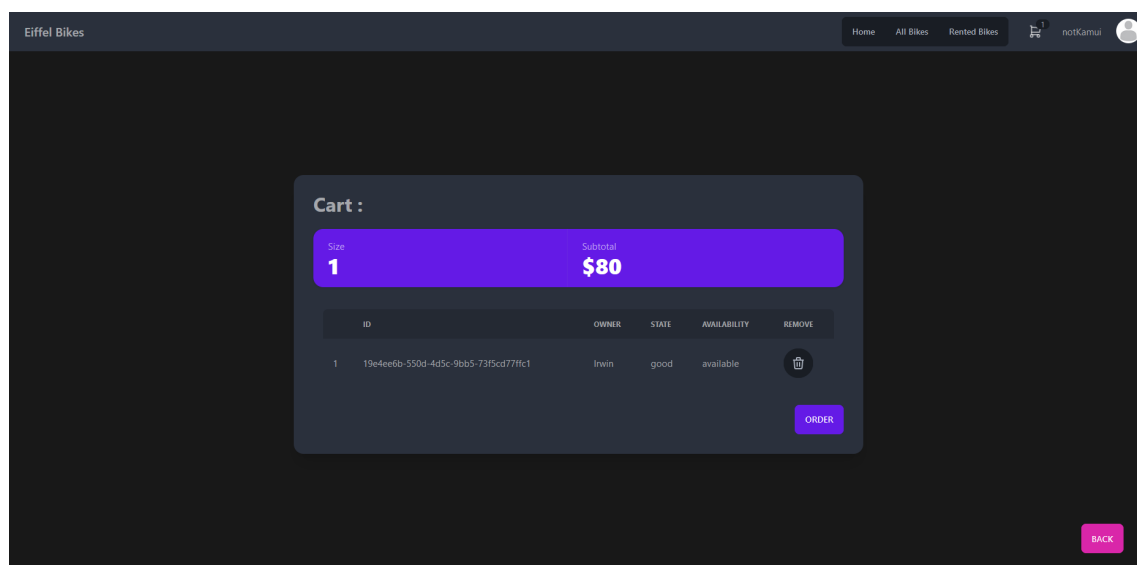 Eiffel Bikes Home All Bikes Rented Bikes 1 notKamui
Cart :
Size Subtotal
1 $80
ID OWNER STATE AVAILABILITY REMOVE
1 19e4ee6b-550d-4d5c-9bb5-73f5cd77ffc1 Irwin good available
ORDER
BACK